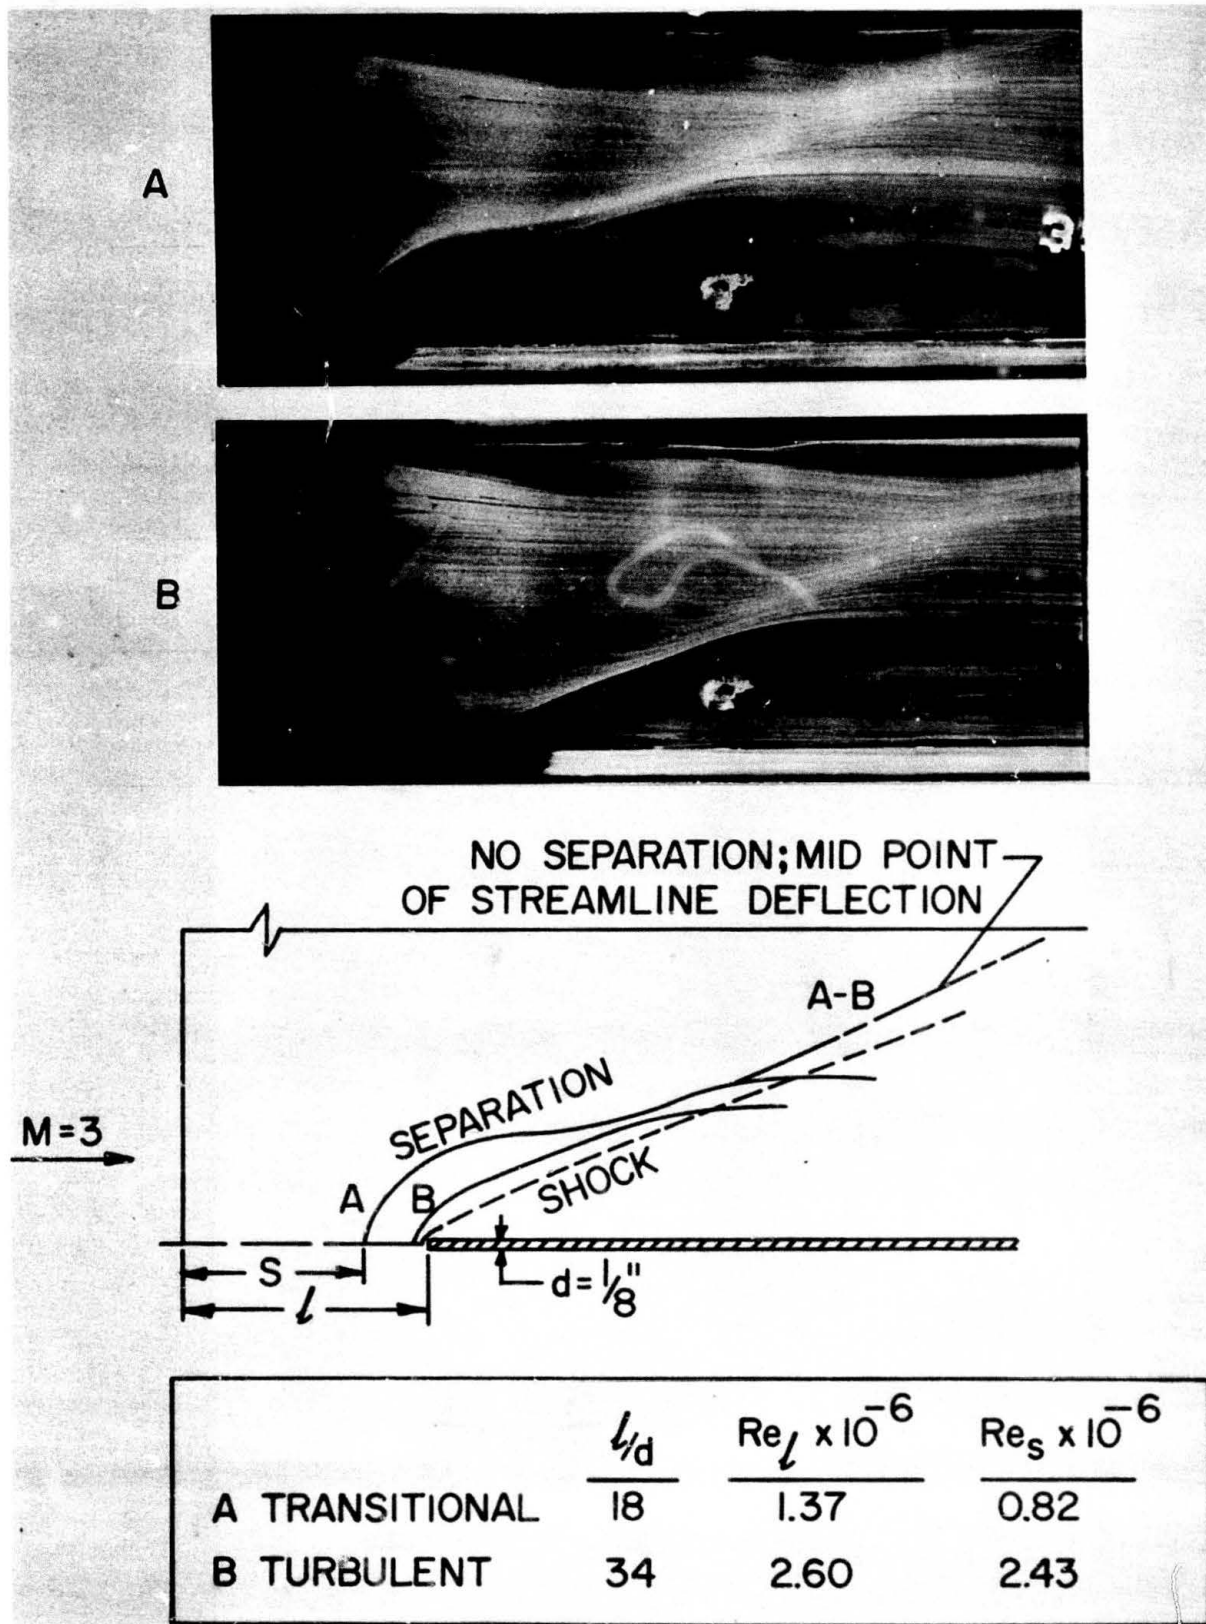 A
3
B
NO SEPARATION; MID POINT
OF STREAMLINE DEFLECTION
A-B
SEPARATION
M=3
A
B
SHOCK
S
d=1/8"
l
l/d Re_l x 10^-6 Re_s x 10^-6
A TRANSITIONAL 18 1.37 0.82
B TURBULENT 34 2.60 2.43